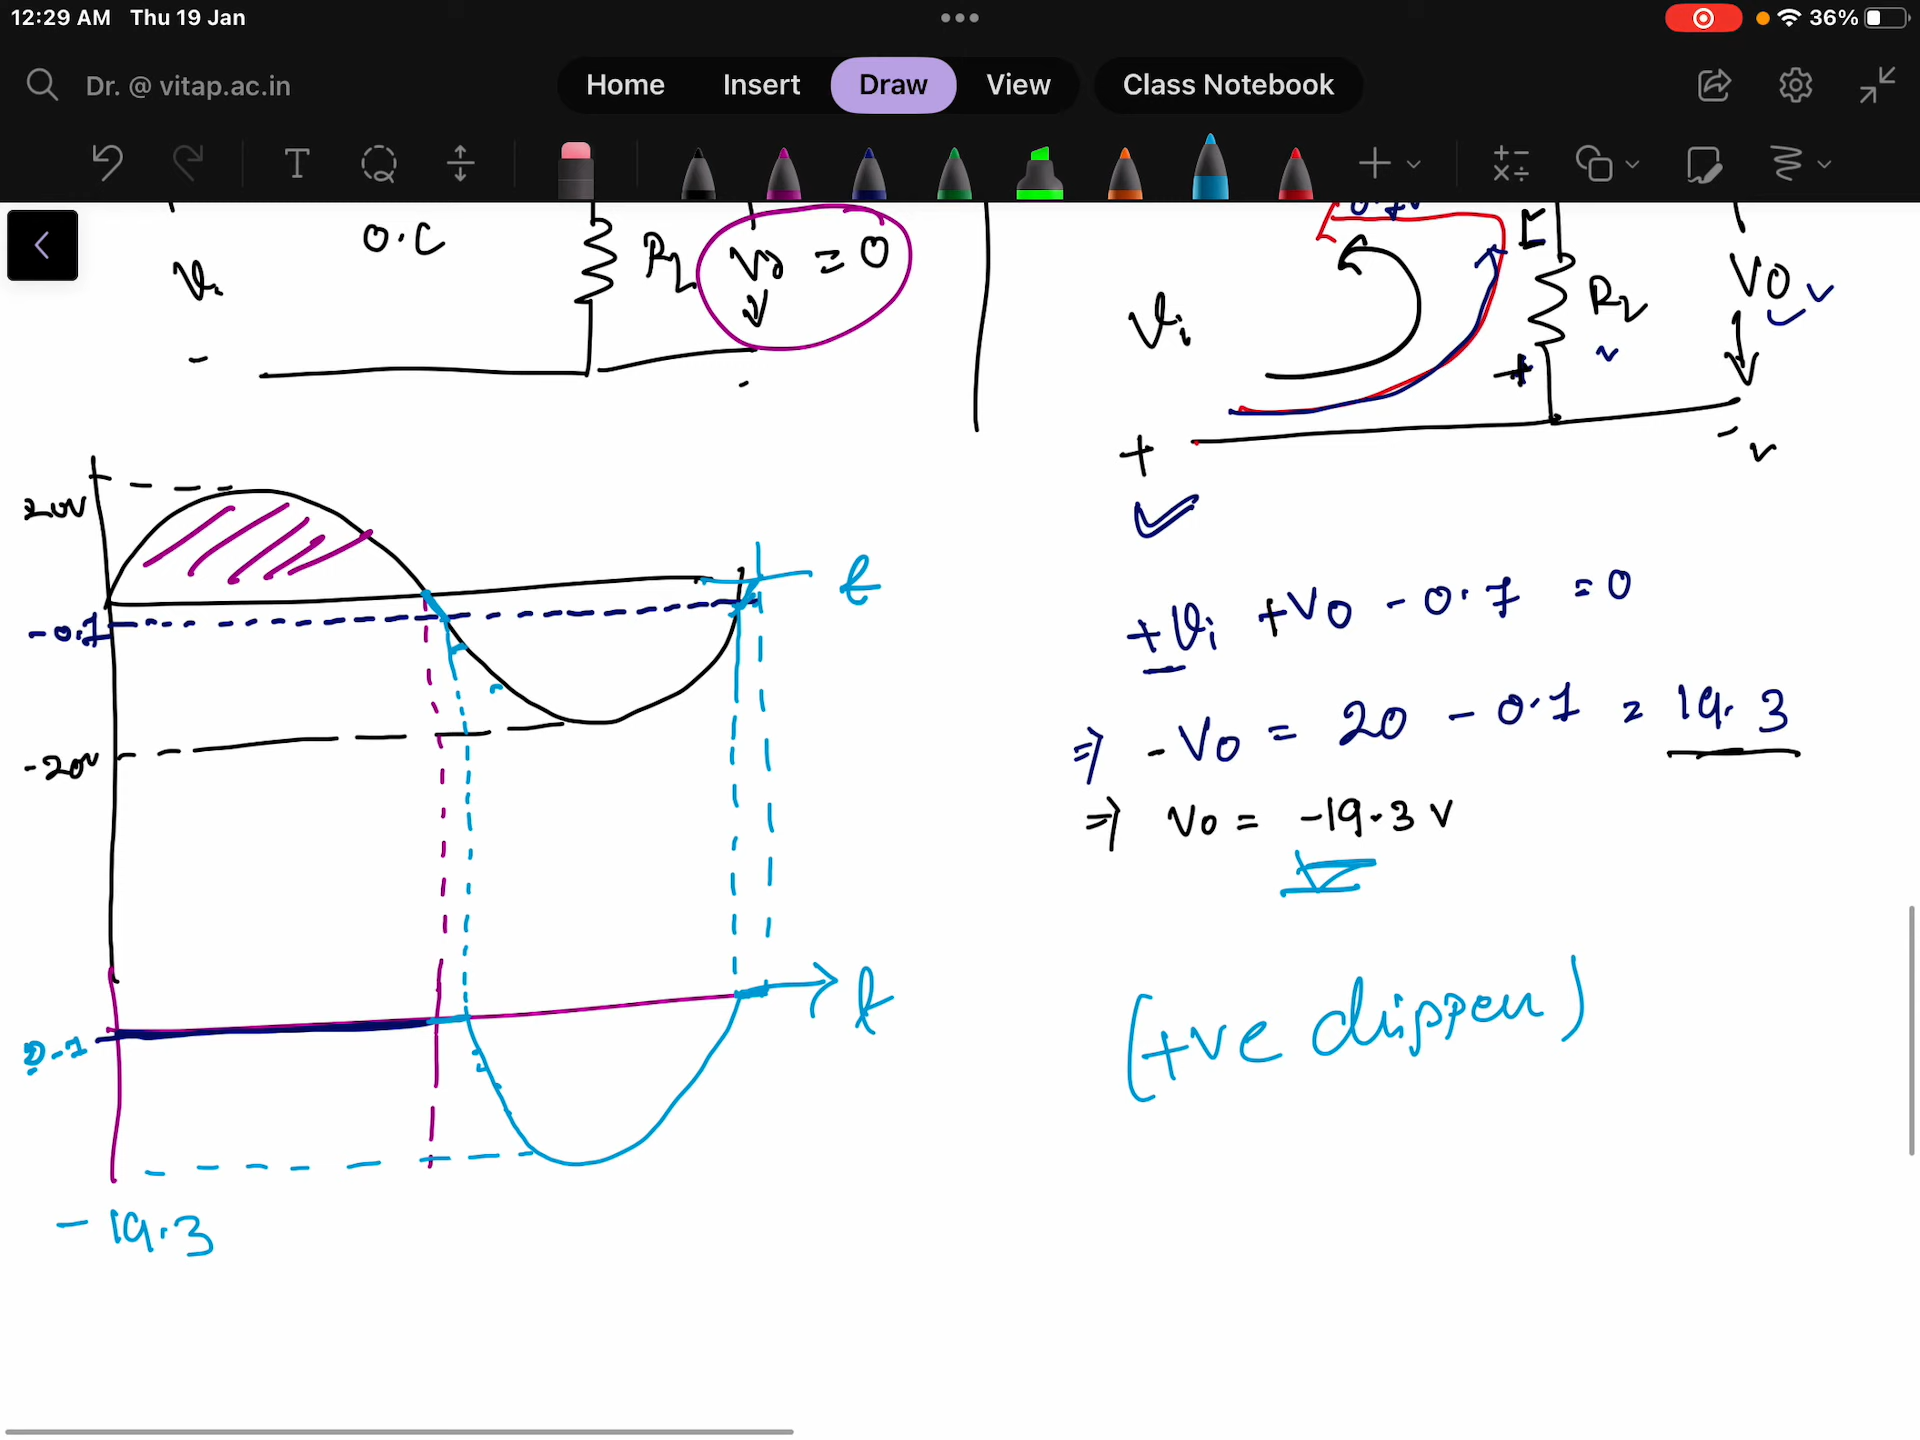 12:29 AM Thu 19 Jan
36%
Dr. @ vitap.ac.in
Home Insert Draw View Class Notebook
T
O.C
Vi
RL
Vo = 0
-
-
Vi
RL
VO
+
+
-
20V
-0.7
-20V
t
+Vi +VO - 0.7 = 0
⇒ -VO = 20 - 0.7 = 19.3
⇒ Vo = -19.3 V
(+ve clipper)
t
0.7
-19.3